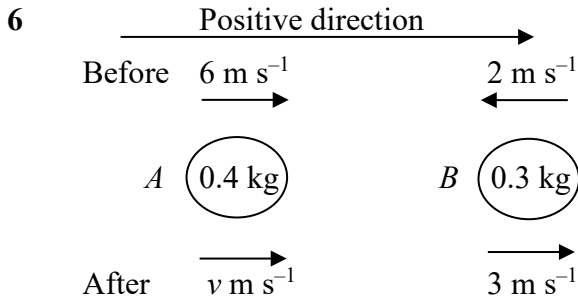 6 Positive direction
Before 6 m s⁻¹ 2 m s⁻¹
A 0.4 kg B 0.3 kg
After v m s⁻¹ 3 m s⁻¹